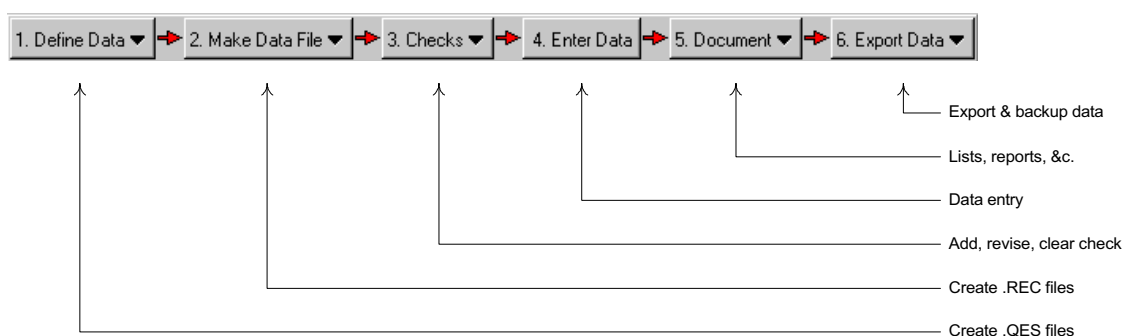 1. Define Data
2. Make Data File
3. Checks
4. Enter Data
5. Document
6. Export Data
Export & backup data
Lists, reports, &c.
Data entry
Add, revise, clear check
Create .REC files
Create .QES files